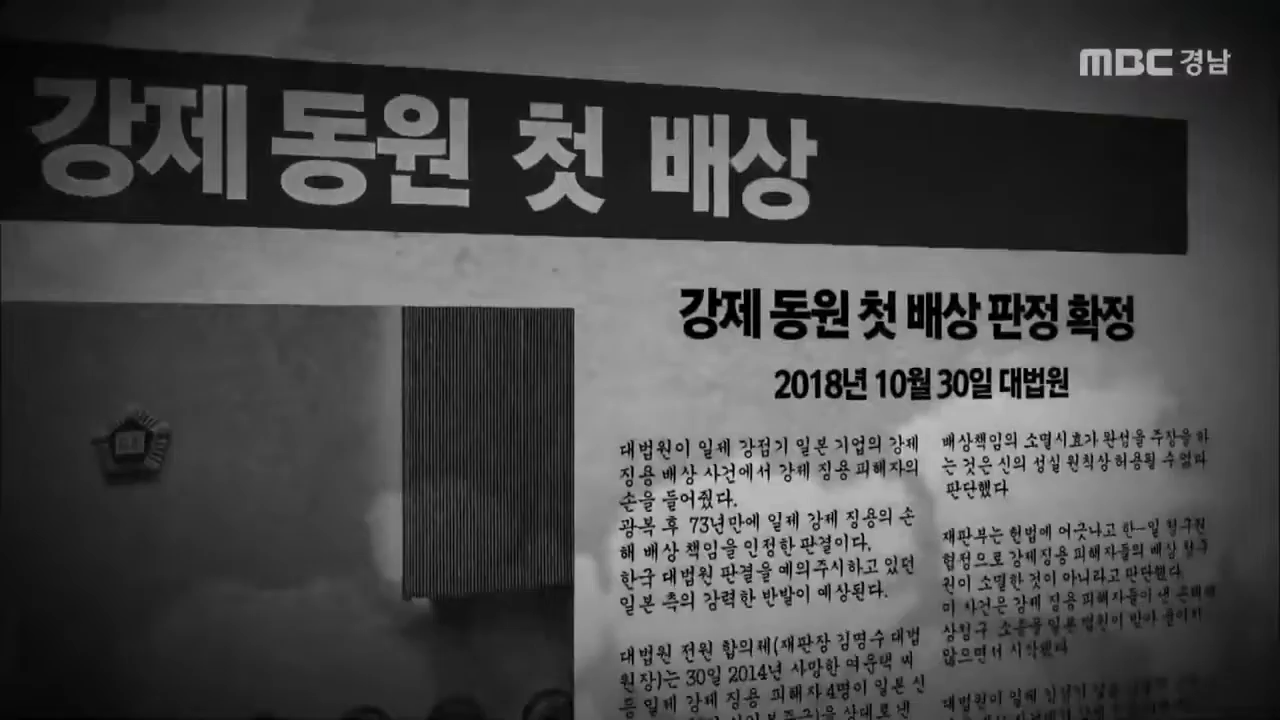 MBC 경남
강제 동원 첫 배상
강제 동원 첫 배상 판정 확정
2018년 10월 30일 대법원
대법원이 일제 강점기 일본 기업의 강제
징용 배상 사건에서 강제 징용 피해자의
손을 들어줬다.
광복 후 73년만에 일제 강제 징용의 손
해 배상 책임을 인정한 판결이다.
한국 대법원 판결을 예의주시하고 있던
일본 측의 강력한 반발이 예상된다.
대법원 전원 합의체(재판장 김명수 대법
원장)는 30일 2014년 사망한 여운택 씨
등 일제 강제 징용 피해자 4명이 일본 신
상대로 낸
배상책임의 소멸시효가 완성을 주장을 하
는 것은 신의 성실 원칙상 허용될 수 없다
판단했다
재판부는 헌법에 어긋나고 한-일 청구권
협정으로 강제징용 피해자들의 배상 청구
권이 소멸한 것이 아니라고 판단했다
이 사건은 강제 징용 피해자들이 낸 손해배
상청구 소송을 일본 법원이 받아 들이지
않으면서 시작했다
대법원이 일제